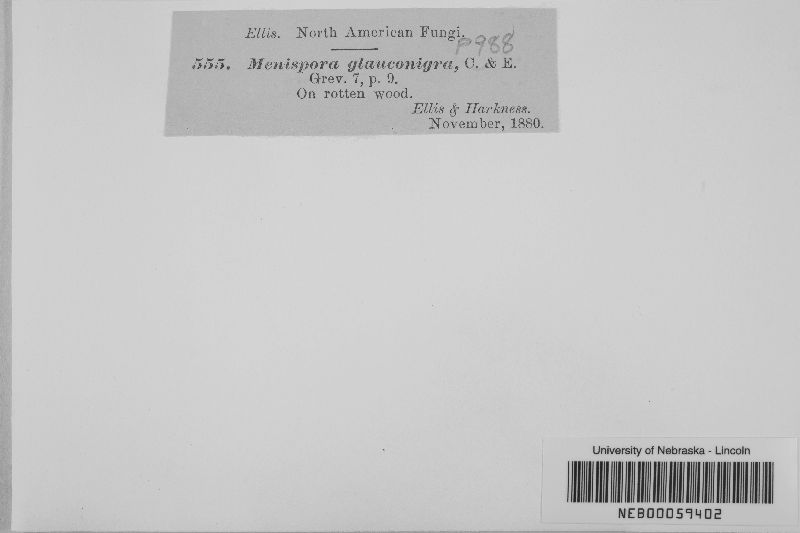 Ellis. North American Fungi.
P988
555. Menispora glauconigra, C. & E.
Grev. 7, p. 9.
On rotten wood.
Ellis & Harkness.
November, 1880.
University of Nebraska - Lincoln
NEB00059402